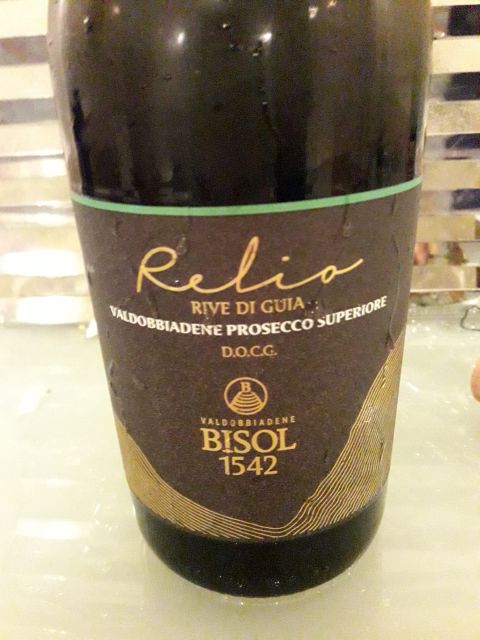 Relio
RIVE DI GUIA
VALDOBBIADENE PROSECCO SUPERIORE
D.O.C.G.
B
VALDOBBIADENE
BISOL
1542